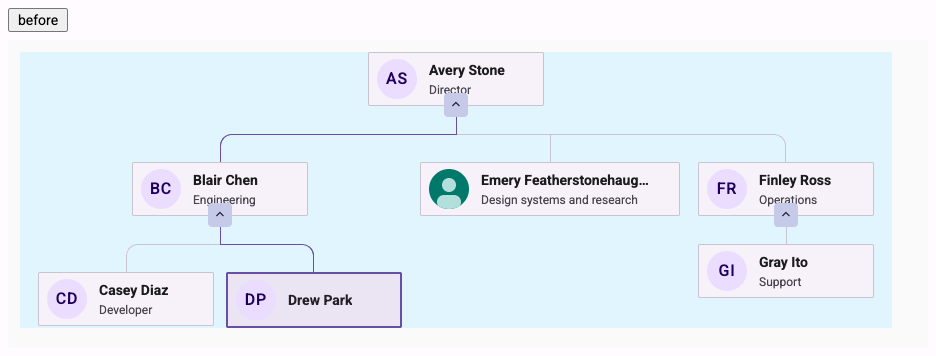 before
AS
Avery Stone
Director
BC
Blair Chen
Engineering
Emery Featherstonehaug…
Design systems and research
FR
Finley Ross
Operations
CD
Casey Diaz
Developer
DP
Drew Park
GI
Gray Ito
Support